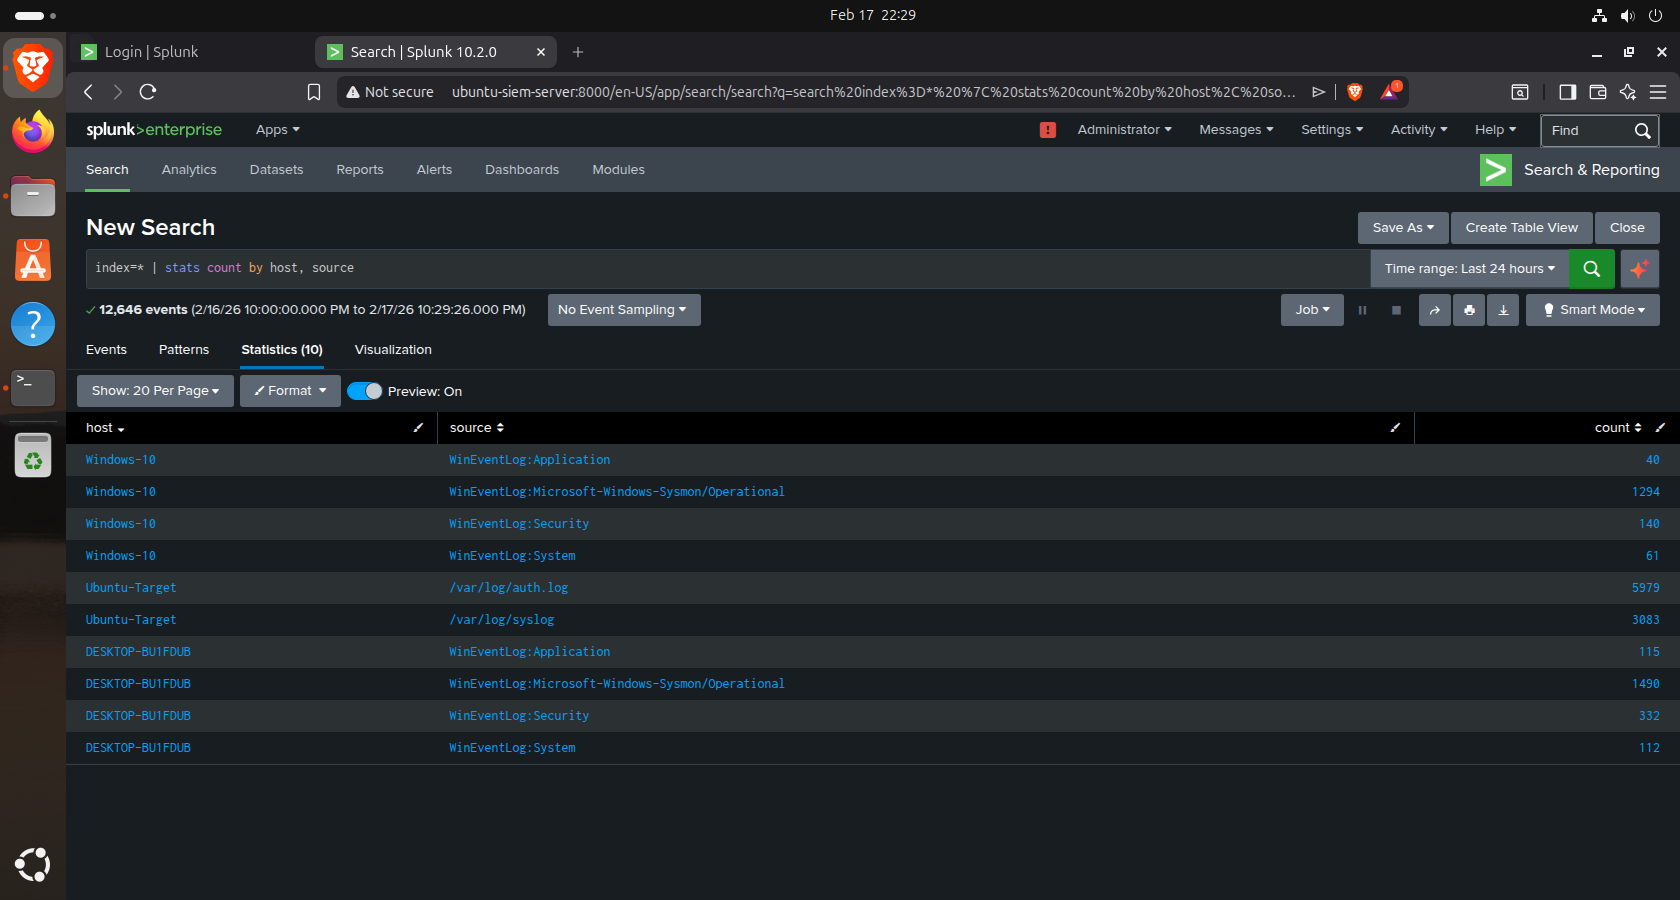 Feb 17 22:29
Login | Splunk
Search | Splunk 10.2.0
Not secure ubuntu-siem-server:8000/en-US/app/search/search?q=search%20index%3D*%20%7C%20stats%20count%20by%20host%2C%20so... 1
splunk>enterprise Apps ! Administrator Messages Settings Activity Help Find
Search Analytics Datasets Reports Alerts Dashboards Modules > Search & Reporting
New Search Save As Create Table View Close
index=* | stats count by host, source Time range: Last 24 hours
12,646 events (2/16/26 10:00:00.000 PM to 2/17/26 10:29:26.000 PM) No Event Sampling Job Smart Mode
Events Patterns Statistics (10) Visualization
Show: 20 Per Page Format Preview: On
host source count
Windows-10 WinEventLog:Application 40
Windows-10 WinEventLog:Microsoft-Windows-Sysmon/Operational 1294
Windows-10 WinEventLog:Security 140
Windows-10 WinEventLog:System 61
Ubuntu-Target /var/log/auth.log 5979
Ubuntu-Target /var/log/syslog 3083
DESKTOP-BU1FDUB WinEventLog:Application 115
DESKTOP-BU1FDUB WinEventLog:Microsoft-Windows-Sysmon/Operational 1490
DESKTOP-BU1FDUB WinEventLog:Security 332
DESKTOP-BU1FDUB WinEventLog:System 112